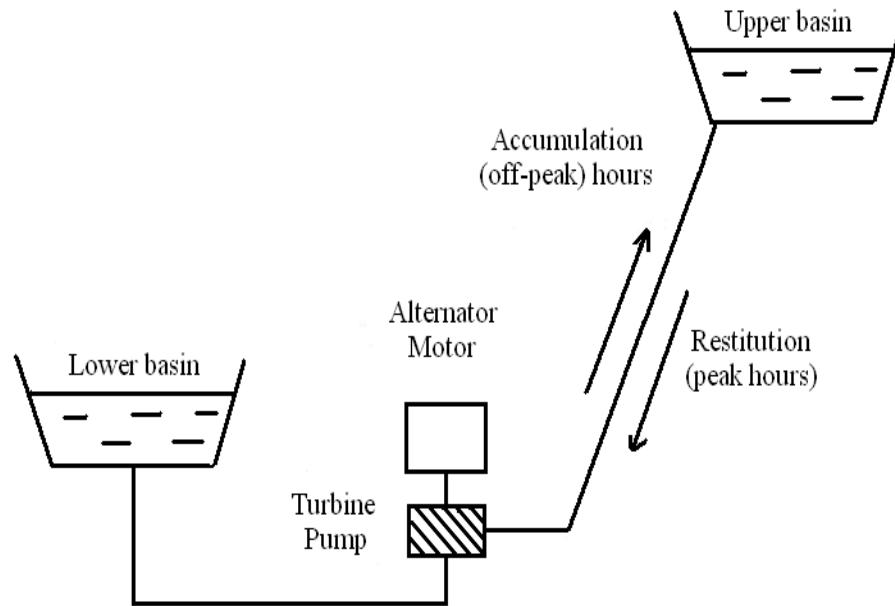 Upper basin
Accumulation
(off-peak) hours
Alternator
Motor
Restitution
(peak hours)
Lower basin
Turbine
Pump